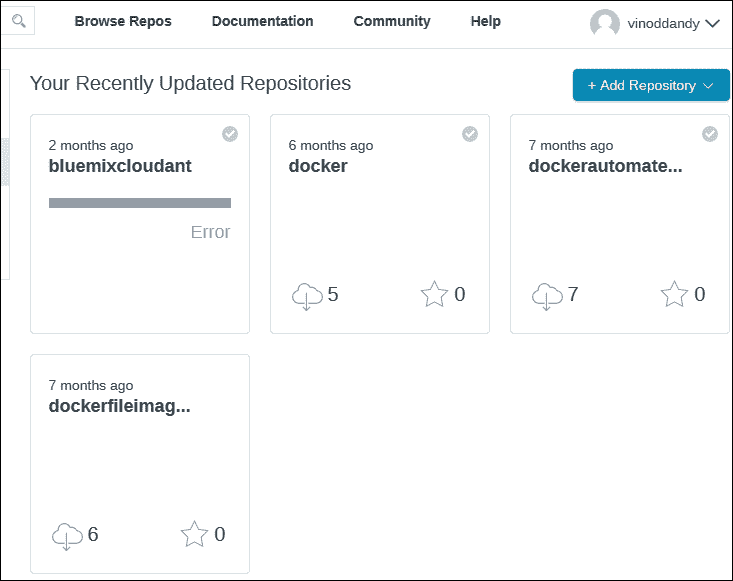 Browse Repos Documentation Community Help vinoddandy
Your Recently Updated Repositories
+ Add Repository
2 months ago
bluemixcloudant
Error
6 months ago
docker
5 0
7 months ago
dockerautomate...
7 0
7 months ago
dockerfileimag...
6 0